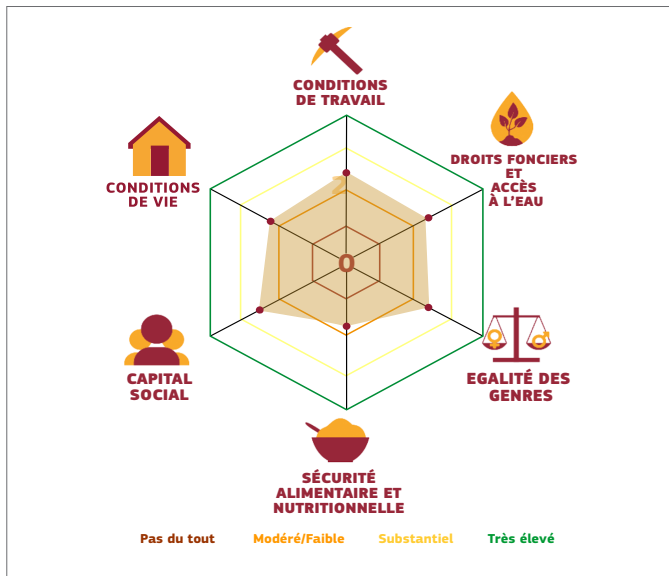 CONDITIONS
DE TRAVAIL
DROITS FONCIERS
ET
ACCÈS
À L'EAU
CONDITIONS
DE VIE
2
0
EGALITÉ DES
GENRES
CAPITAL
SOCIAL
SÉCURITÉ
ALIMENTAIRE ET
NUTRITIONNELLE
Pas du tout Modéré/Faible Substantiel Très élevé